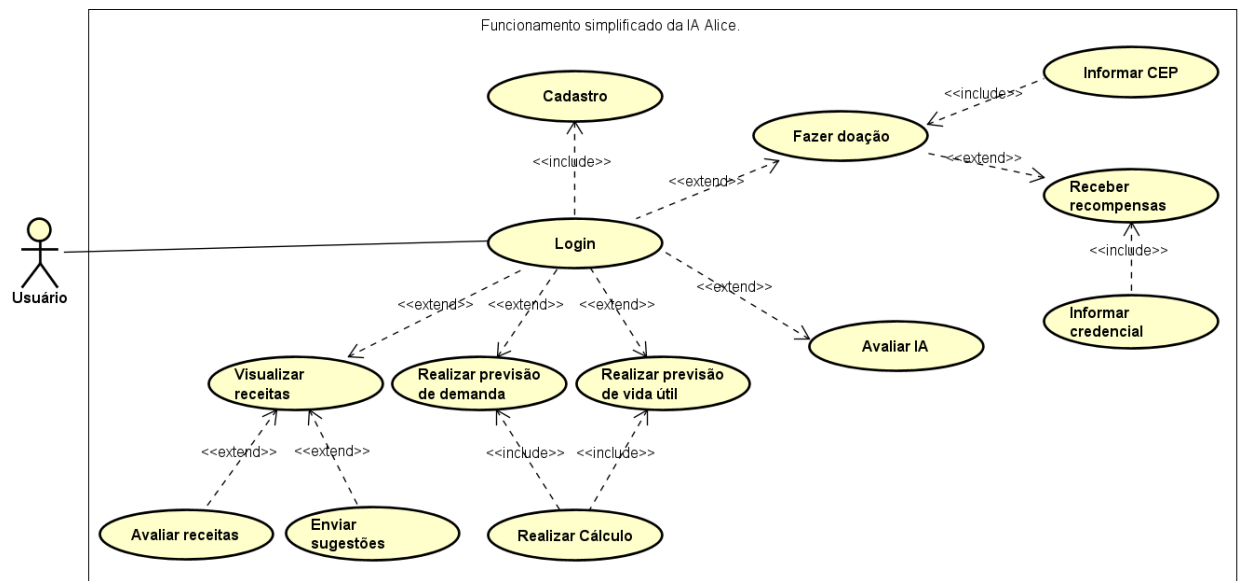 Funcionamento simplificado da IA Alice.
Informar CEP
<<include>>
Cadastro
Fazer doação
<<include>>
<<extend>>
<<extend>>
Receber
recompensas
Login
<<include>>
Usuário
<<extend>>
<<extend>>
<<extend>>
<<extend>>
Informar
credencial
Avaliar IA
Visualizar
receitas
Realizar previsão
de demanda
Realizar previsão
de vida útil
<<extend>>
<<extend>>
<<include>>
<<include>>
Avaliar receitas
Enviar
sugestões
Realizar Cálculo